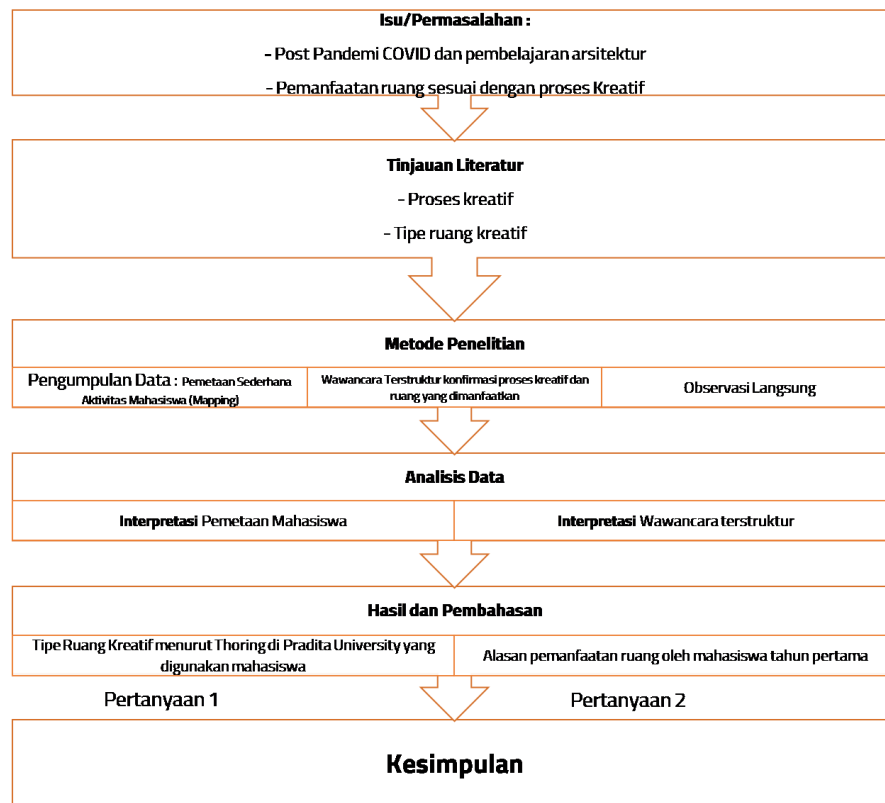 Isu/Permasalahan :
- Post Pandemi COVID dan pembelajaran arsitektur
- Pemanfaatan ruang sesuai dengan proses Kreatif
Tinjauan Literatur
- Proses kreatif
- Tipe ruang kreatif
Metode Penelitian
Pengumpulan Data : Pemetaan Sederhana
Aktivitas Mahasiswa (Mapping)
Wawancara Terstruktur konfirmasi proses kreatif dan
ruang yang dimanfaatkan
Observasi Langsung
Analisis Data
Interpretasi Pemetaan Mahasiswa
Interpretasi Wawancara terstruktur
Hasil dan Pembahasan
Tipe Ruang Kreatif menurut Thoring di Pradita University yang
digunakan mahasiswa
Alasan pemanfaatan ruang oleh mahasiswa tahun pertama
Pertanyaan 1
Pertanyaan 2
Kesimpulan